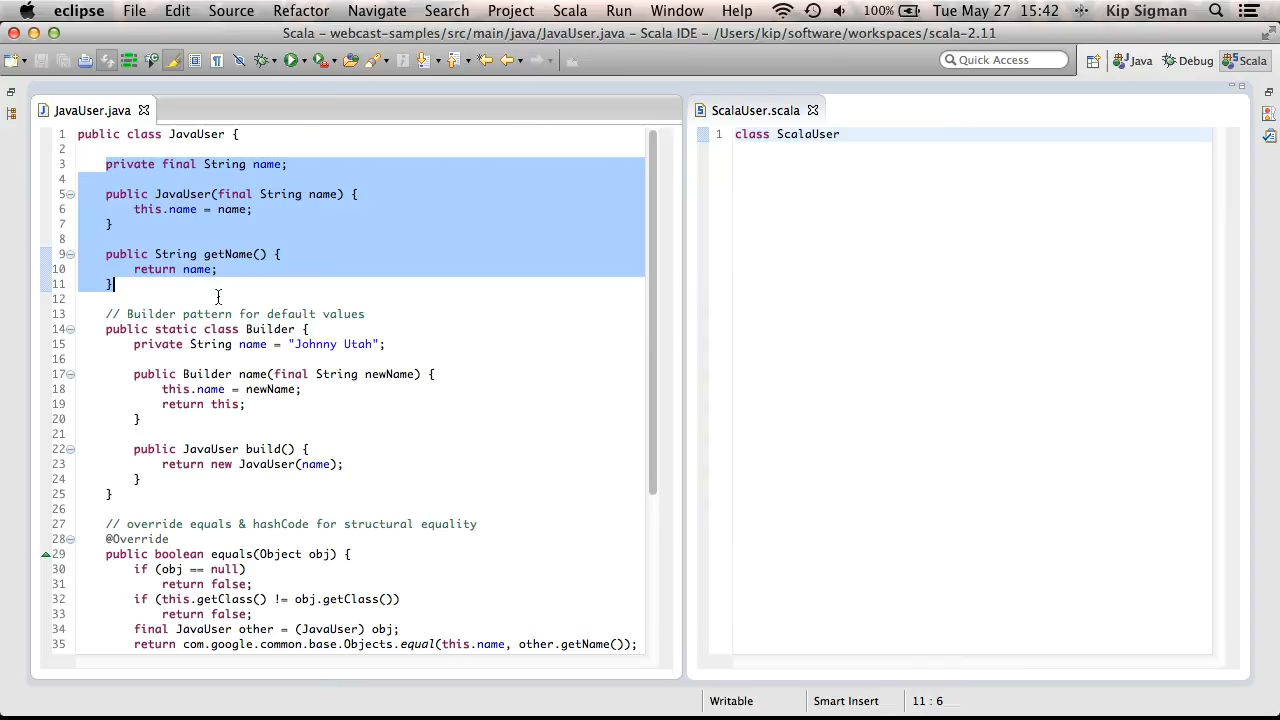 eclipse File Edit Source Refactor Navigate Search Project Scala Run Window Help 100% Tue May 27 15:42 Kip Sigman
Scala – webcast-samples/src/main/java/JavaUser.java – Scala IDE – /Users/kip/software/workspaces/scala-2.11
Quick Access Java Debug Scala
JavaUser.java
1 public class JavaUser {
2
3 private final String name;
4
5 public JavaUser(final String name) {
6 this.name = name;
7 }
8
9 public String getName() {
10 return name;
11 }
12
13 // Builder pattern for default values
14 public static class Builder {
15 private String name = "Johnny Utah";
16
17 public Builder name(final String newName) {
18 this.name = newName;
19 return this;
20 }
21
22 public JavaUser build() {
23 return new JavaUser(name);
24 }
25 }
26
27 // override equals & hashCode for structural equality
28 @Override
29 public boolean equals(Object obj) {
30 if (obj == null)
31 return false;
32 if (this.getClass() != obj.getClass())
33 return false;
34 final JavaUser other = (JavaUser) obj;
35 return com.google.common.base.Objects.equal(this.name, other.getName());
ScalaUser.scala
1 class ScalaUser
Writable Smart Insert 11 : 6